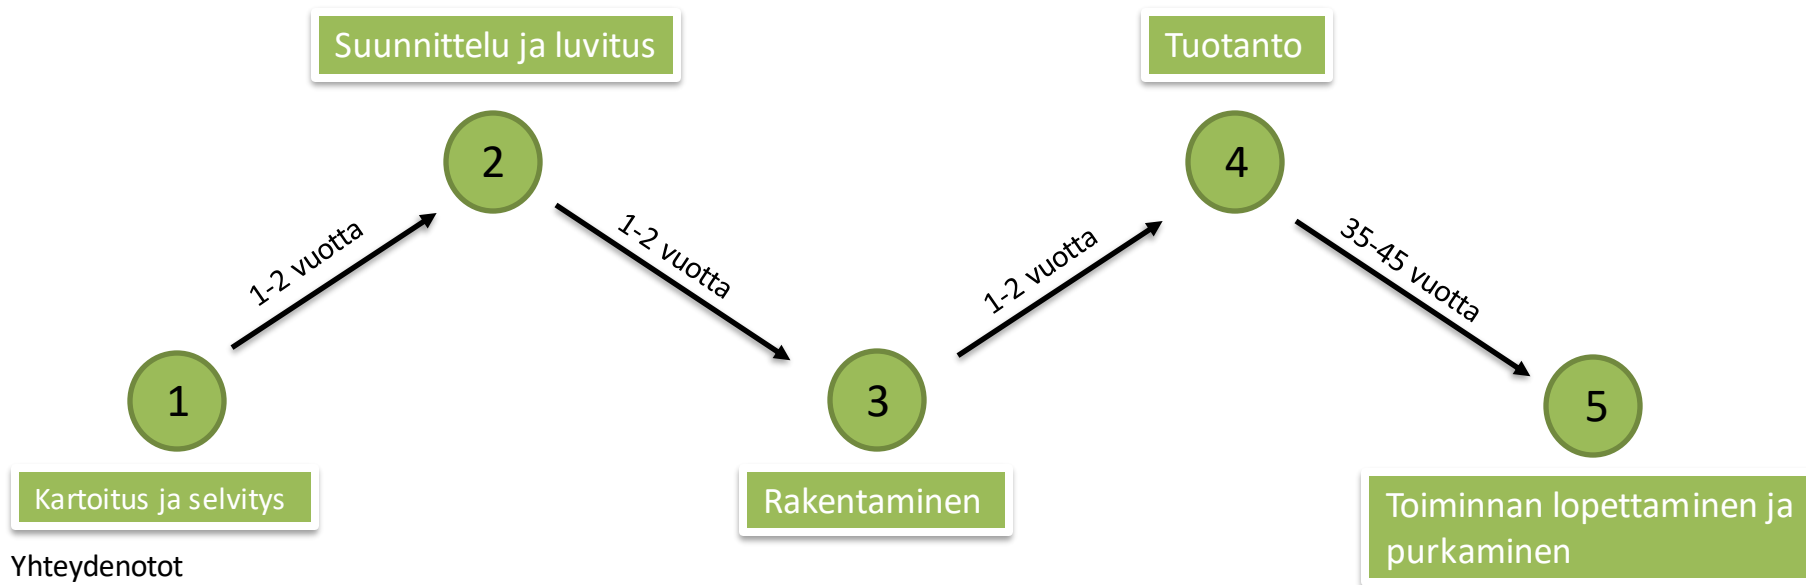 Suunnittelu ja luvitus
Tuotanto
2
4
1-2 vuotta
1-2 vuotta
1-2 vuotta
35-45 vuotta
1
3
5
Kartoitus ja selvitys
Rakentaminen
Toiminnan lopettaminen ja
purkaminen
Yhteydenotot